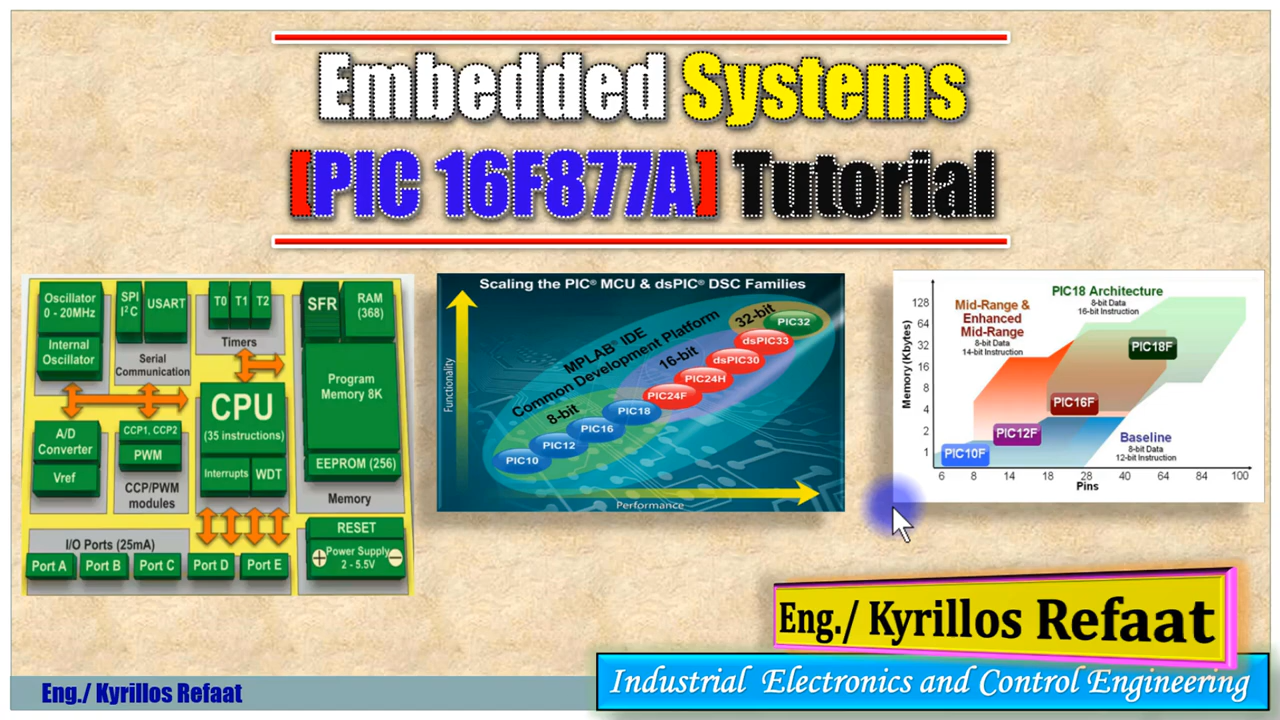 Embedded Systems
[PIC 16F877A] Tutorial
Oscillator
0 - 20MHz
Internal
Oscillator
SPI
I²C
USART
Serial
Communication
T0 T1 T2
Timers
SFR
RAM
(368)
Program
Memory 8K
EEPROM (256)
Memory
CPU
(35 instructions)
Interrupts
WDT
A/D
Converter
Vref
CCP1, CCP2
PWM
CCP/PWM
modules
I/O Ports (25mA)
Port A
Port B
Port C
Port D
Port E
RESET
+ Power Supply -
2 - 5.5V
Scaling the PIC® MCU & dsPIC® DSC Families
Functionality
MPLAB® IDE
Common Development Platform
8-bit
16-bit
32-bit
PIC10
PIC12
PIC16
PIC18
PIC24F
PIC24H
dsPIC30
dsPIC33
PIC32
Performance
Memory (Kbytes)
128
64
32
16
8
4
2
1
Mid-Range &
Enhanced
Mid-Range
8-bit Data
14-bit Instruction
PIC18 Architecture
8-bit Data
16-bit Instruction
PIC18F
PIC16F
PIC12F
PIC10F
Baseline
8-bit Data
12-bit Instruction
6 8 14 18 28 40 64 80 100
Pins
Eng./ Kyrillos Refaat
Industrial Electronics and Control Engineering
Eng./ Kyrillos Refaat